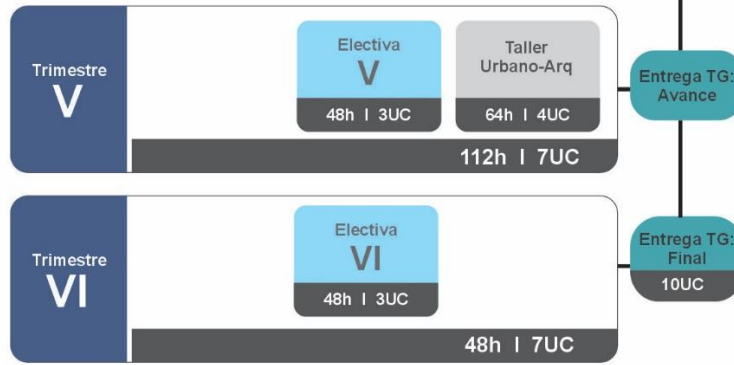 Trimestre
V
Electiva
V
48h I 3UC
Taller
Urbano-Arq
64h I 4UC
112h I 7UC
Entrega TG:
Avance
Trimestre
VI
Electiva
VI
48h I 3UC
48h I 7UC
Entrega TG:
Final
10UC